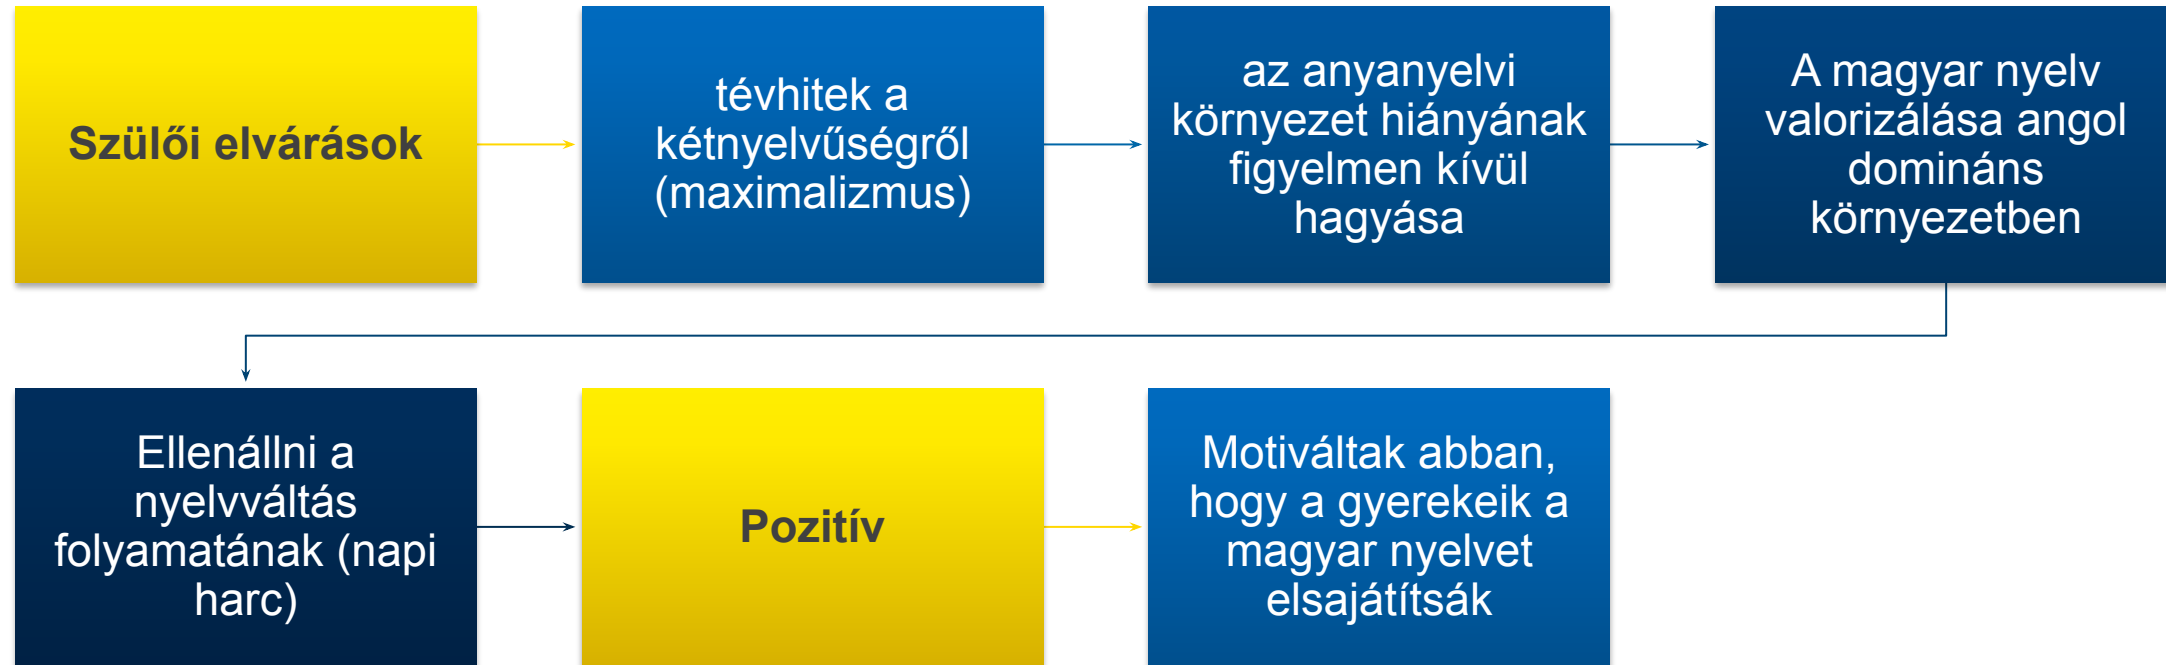 Szülői elvárások
tévhitek a
kétnyelvűségről
(maximalizmus)
az anyanyelvi
környezet hiányának
figyelmen kívül
hagyása
A magyar nyelv
valorizálása angol
domináns
környezetben
Ellenállni a
nyelvváltás
folyamatának (napi
harc)
Pozitív
Motiváltak abban,
hogy a gyerekeik a
magyar nyelvet
elsajátítsák